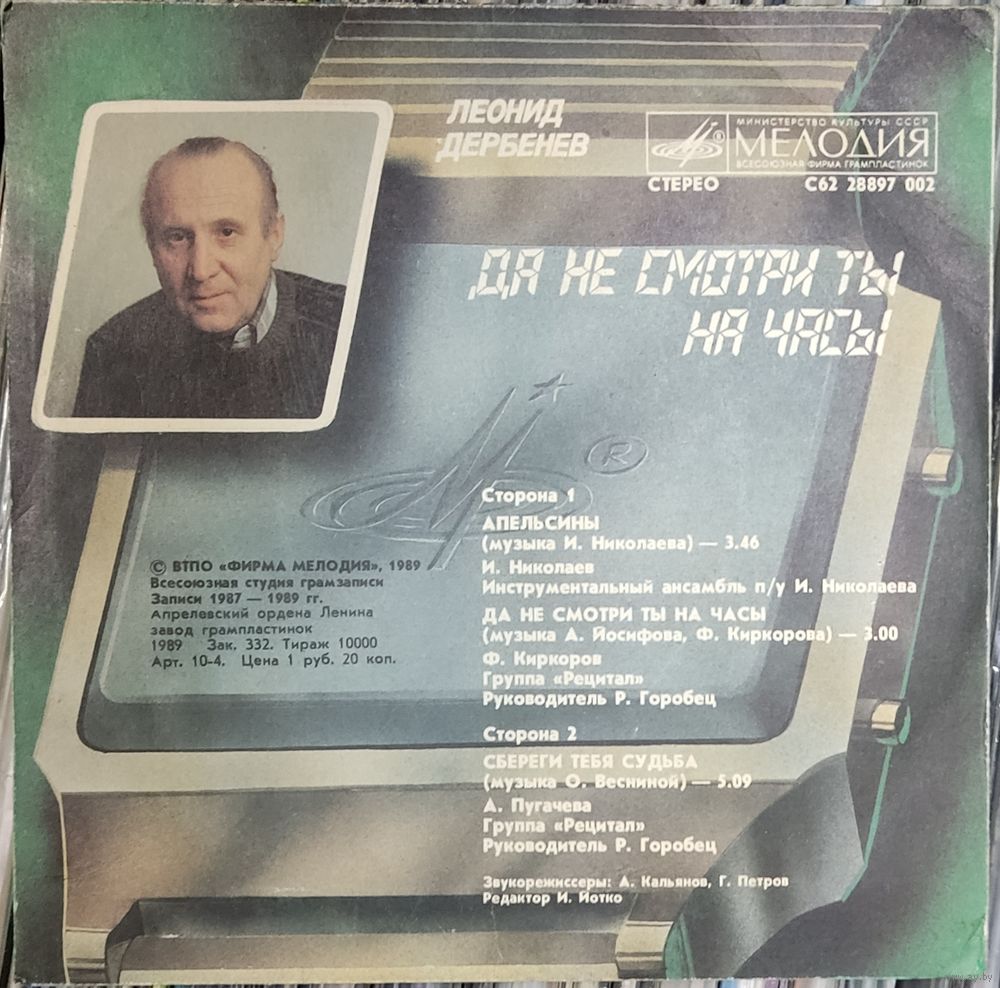 ЛЕОНИД
ДЕРБЕНЕВ
МИНИСТЕРСТВО КУЛЬТУРЫ СССР
МЕЛОДИЯ
ВСЕСОЮЗНАЯ ФИРМА ГРАМПЛАСТИНОК
СТЕРЕО С62 28897 002
ДА НЕ СМОТРИ ТЫ
НА ЧАСЫ
®
Сторона 1
АПЕЛЬСИНЫ
(музыка И. Николаева) — 3.46
И. Николаев
Инструментальный ансамбль п/у И. Николаева
ДА НЕ СМОТРИ ТЫ НА ЧАСЫ
(музыка А. Йосифова, Ф. Киркорова) — 3.00
Ф. Киркоров
Группа «Рецитал»
Руководитель Р. Горобец
Сторона 2
СБЕРЕГИ ТЕБЯ СУДЬБА
(музыка О. Весниной) — 5.09
А. Пугачева
Группа «Рецитал»
Руководитель Р. Горобец
Звукорежиссеры: А. Кальянов, Г. Петров
Редактор И. Йотко
© ВТПО «ФИРМА МЕЛОДИЯ», 1989
Всесоюзная студия грамзаписи
Записи 1987 — 1989 гг.
Апрелевский ордена Ленина
завод грампластинок
1989 Зак. 332. Тираж 10000
Арт. 10-4. Цена 1 руб. 20 коп.
www.ay.by